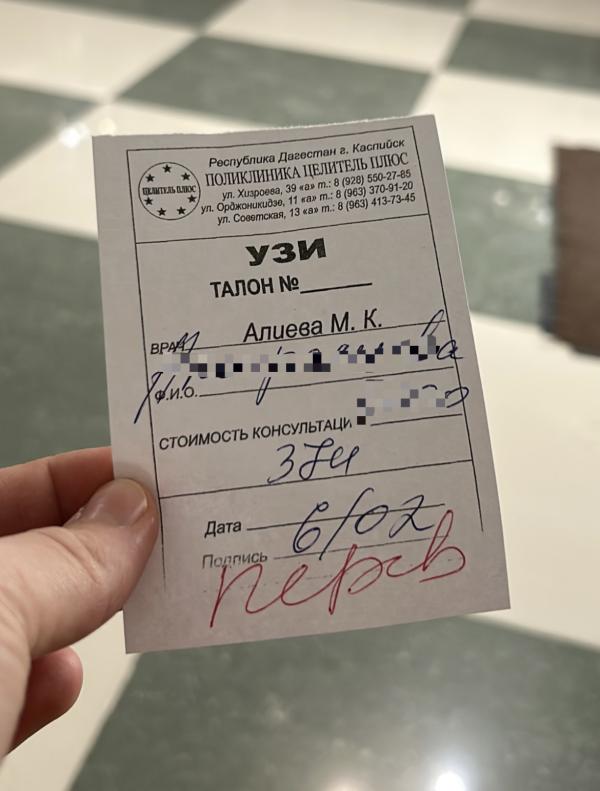 Республика Дагестан г. Каспийск
ЦЕЛИТЕЛЬ ПЛЮС
ПОЛИКЛИНИКА ЦЕЛИТЕЛЬ ПЛЮС
ул. Хизроева, 39 «а» т.: 8 (928) 550-27-85
ул. Орджоникидзе, 11 «а» т.: 8 (963) 370-91-20
ул. Советская, 13 «а» т.: 8 (963) 413-73-45
УЗИ
ТАЛОН №
ВРАЧ Алиева М. К.
Ф.И.О.
СТОИМОСТЬ КОНСУЛЬТАЦИ
Дата 6/02
Подпись